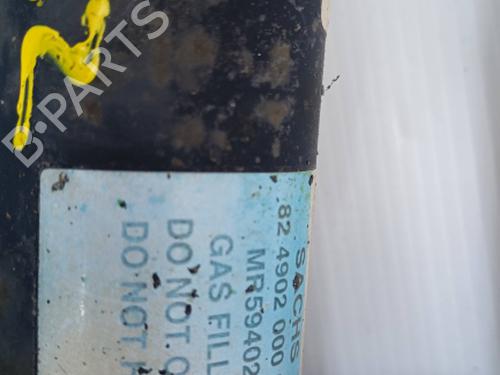 B-PARTS
SACHS
82 4902 000
MR59402
GAS FILL
DO NOT O
DO NOT